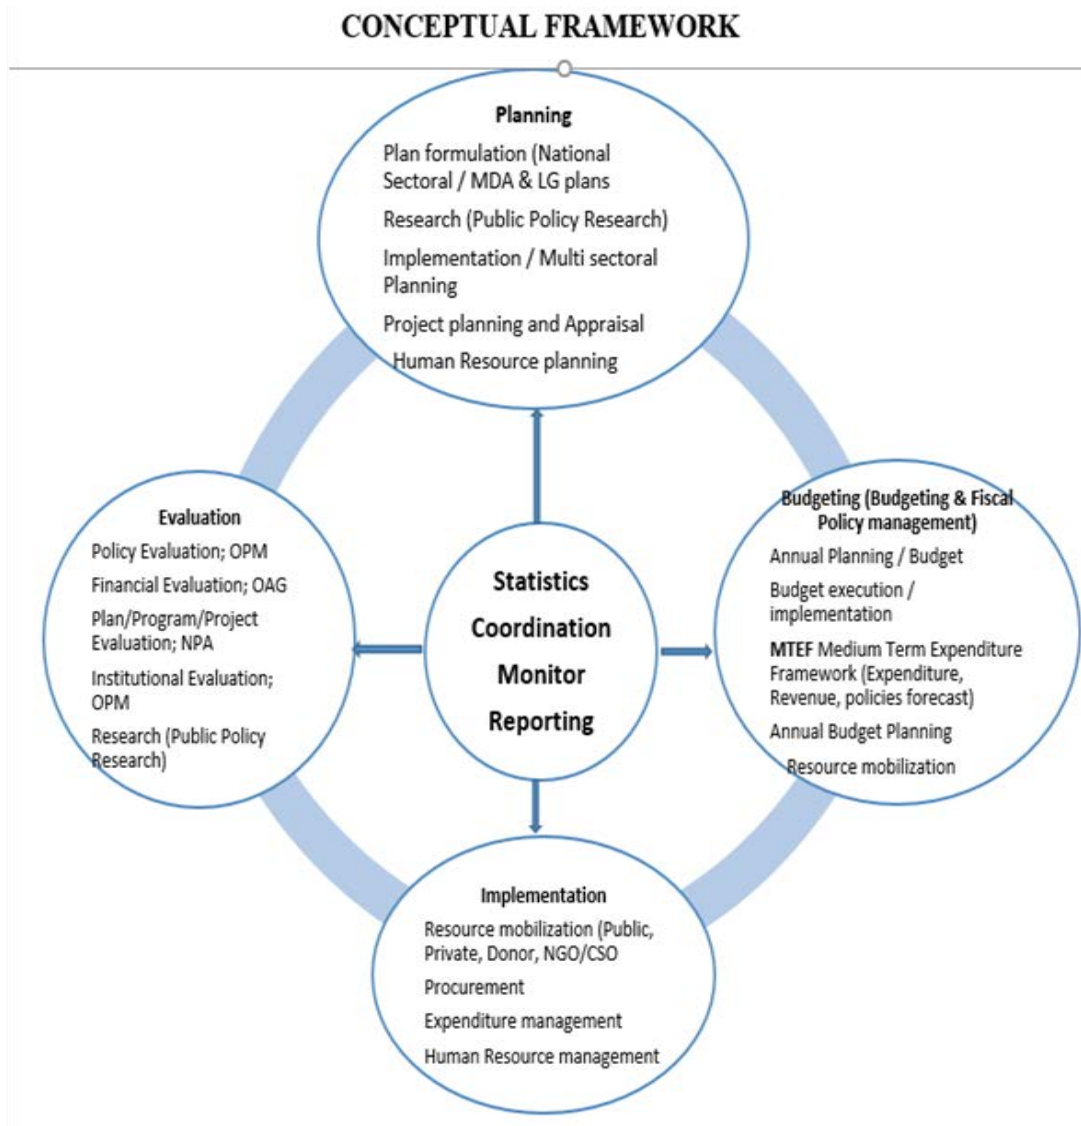 CONCEPTUAL FRAMEWORK
Planning
Plan formulation (National
Sectoral / MDA & LG plans
Research (Public Policy Research)
Implementation / Multi sectoral
Planning
Project planning and Appraisal
Human Resource planning
Evaluation
Policy Evaluation; OPM
Financial Evaluation; OAG
Plan/Program/Project
Evaluation; NPA
Institutional Evaluation;
OPM
Research (Public Policy
Research)
Statistics
Coordination
Monitor
Reporting
Budgeting (Budgeting & Fiscal
Policy management)
Annual Planning / Budget
Budget execution /
implementation
MTEF Medium Term Expenditure
Framework (Expenditure,
Revenue, policies forecast)
Annual Budget Planning
Resource mobilization
Implementation
Resource mobilization (Public,
Private, Donor, NGO/CSO
Procurement
Expenditure management
Human Resource management